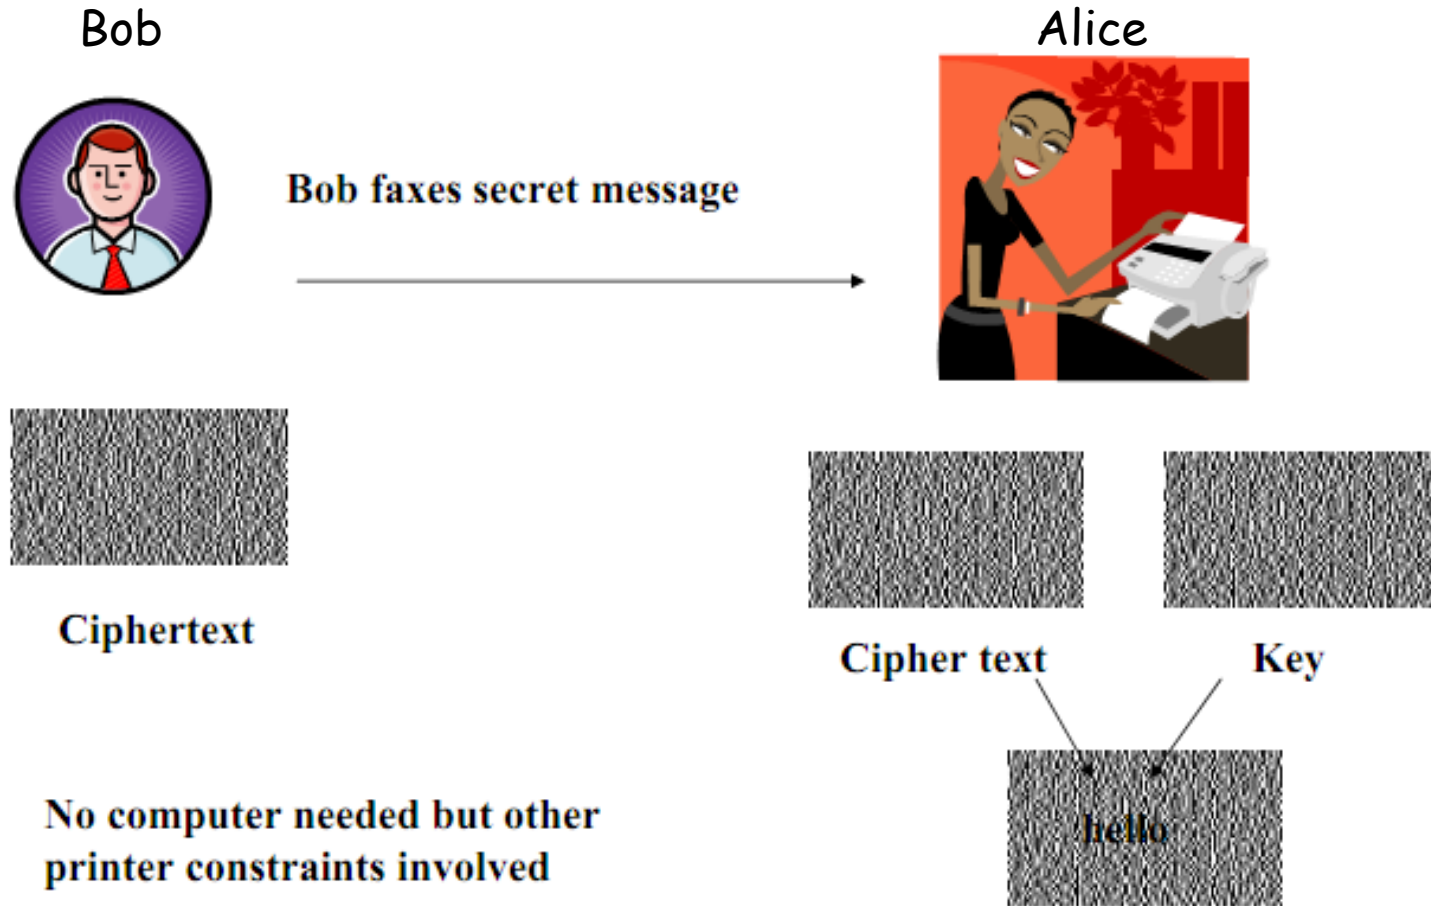 Bob
Alice
Bob faxes secret message
Ciphertext
Cipher text
Key
hello
No computer needed but other
printer constraints involved